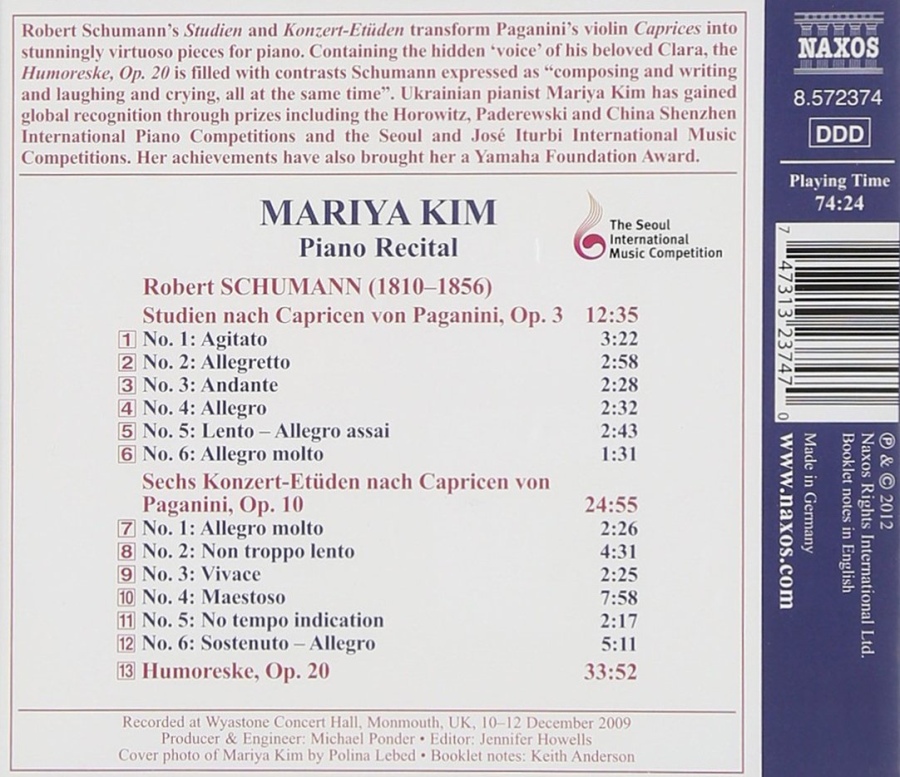 Robert Schumann's Studien and Konzert-Etüden transform Paganini's violin Caprices into
stunningly virtuoso pieces for piano. Containing the hidden ‘voice’ of his beloved Clara, the
Humoreske, Op. 20 is filled with contrasts Schumann expressed as “composing and writing
and laughing and crying, all at the same time”. Ukrainian pianist Mariya Kim has gained
global recognition through prizes including the Horowitz, Paderewski and China Shenzhen
International Piano Competitions and the Seoul and José Iturbi International Music
Competitions. Her achievements have also brought her a Yamaha Foundation Award.
MARIYA KIM
Piano Recital
The Seoul
International
Music Competition
Robert SCHUMANN (1810–1856)
Studien nach Capricen von Paganini, Op. 3 12:35
1 No. 1: Agitato 3:22
2 No. 2: Allegretto 2:58
3 No. 3: Andante 2:28
4 No. 4: Allegro 2:32
5 No. 5: Lento – Allegro assai 2:43
6 No. 6: Allegro molto 1:31
Sechs Konzert-Etüden nach Capricen von
Paganini, Op. 10 24:55
7 No. 1: Allegro molto 2:26
8 No. 2: Non troppo lento 4:31
9 No. 3: Vivace 2:25
10 No. 4: Maestoso 7:58
11 No. 5: No tempo indication 2:17
12 No. 6: Sostenuto – Allegro 5:11
13 Humoreske, Op. 20 33:52
Recorded at Wyastone Concert Hall, Monmouth, UK, 10–12 December 2009
Producer & Engineer: Michael Ponder • Editor: Jennifer Howells
Cover photo of Mariya Kim by Polina Lebed • Booklet notes: Keith Anderson
NAXOS
8.572374
DDD
Playing Time
74:24
7 47313 23747 0
℗ & © 2012
Naxos Rights International Ltd.
Booklet notes in English
Made in Germany
www.naxos.com